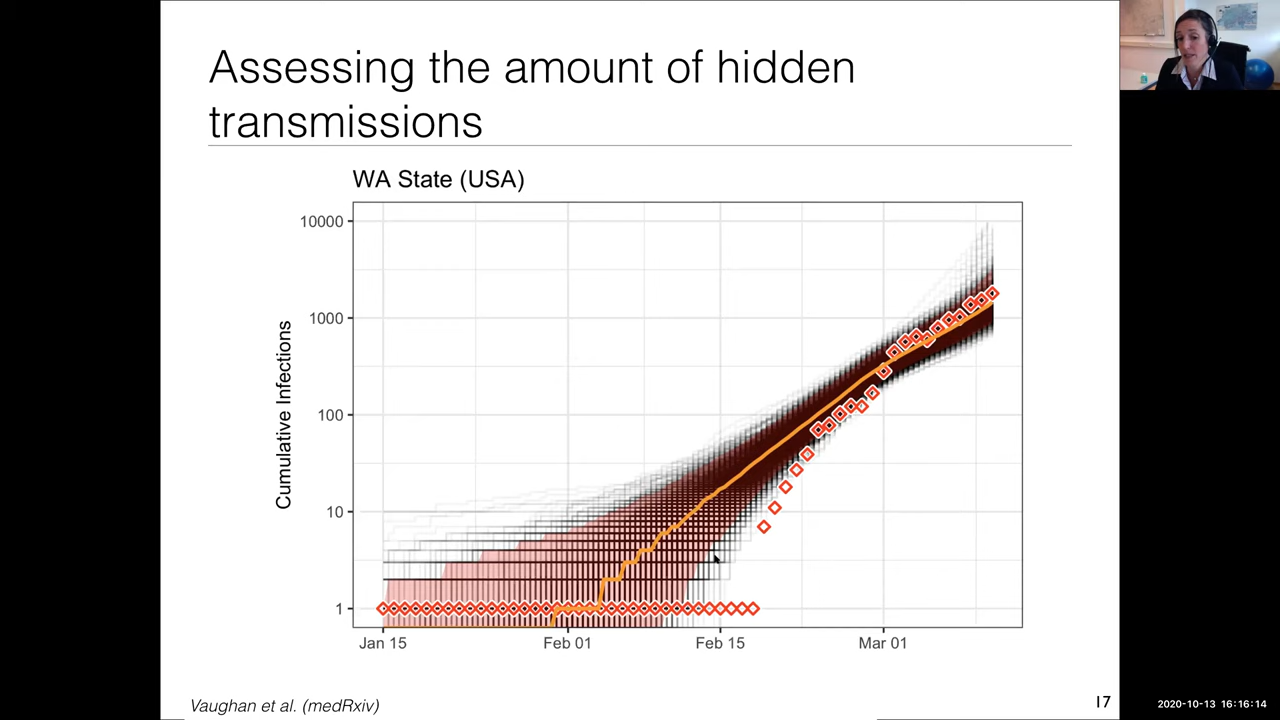 Assessing the amount of hidden
transmissions
WA State (USA)
Cumulative Infections
10000
1000
100
10
1
Jan 15
Feb 01
Feb 15
Mar 01
Vaughan et al. (medRxiv)
17
2020-10-13 16:16:14